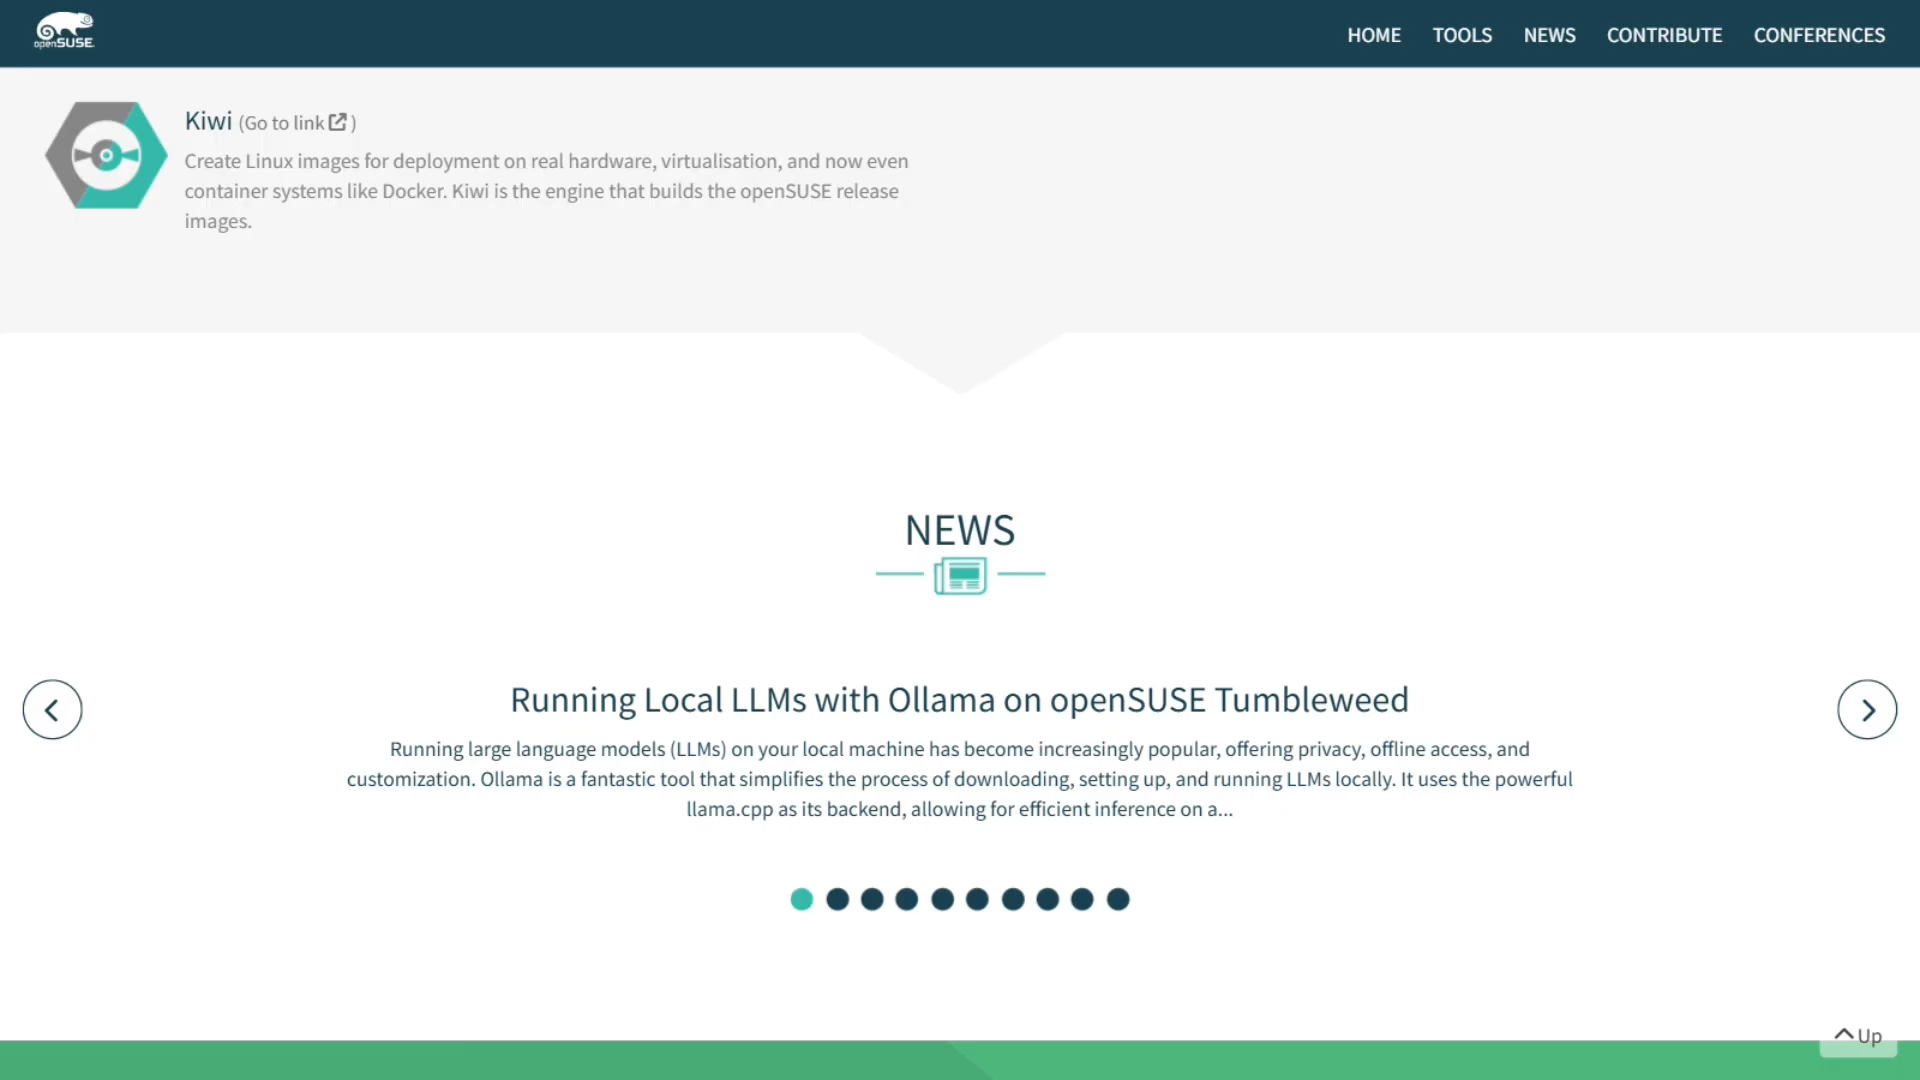 openSUSE
HOME TOOLS NEWS CONTRIBUTE CONFERENCES
Kiwi (Go to link )
Create Linux images for deployment on real hardware, virtualisation, and now even
container systems like Docker. Kiwi is the engine that builds the openSUSE release
images.
NEWS
Running Local LLMs with Ollama on openSUSE Tumbleweed
Running large language models (LLMs) on your local machine has become increasingly popular, offering privacy, offline access, and
customization. Ollama is a fantastic tool that simplifies the process of downloading, setting up, and running LLMs locally. It uses the powerful
llama.cpp as its backend, allowing for efficient inference on a...
Up